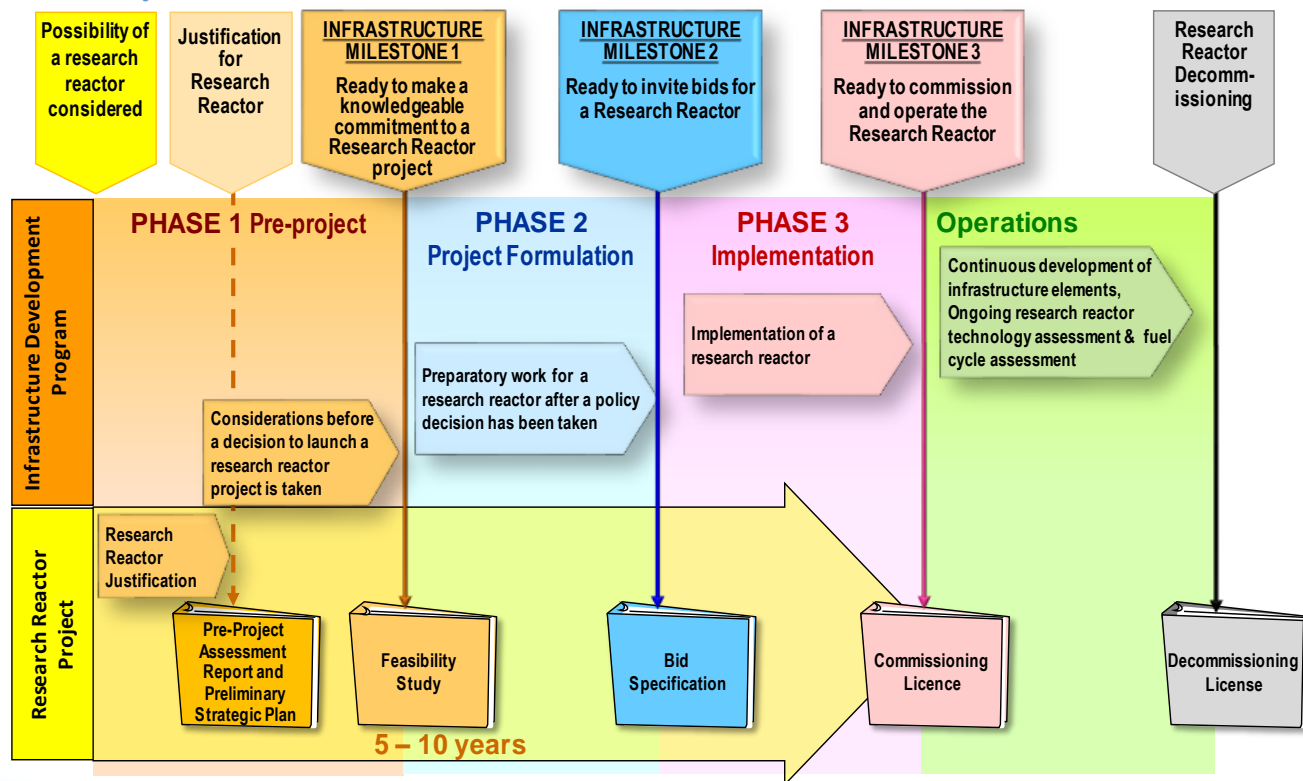 Possibility of
a research
reactor
considered
Justification
for
Research
Reactor
INFRASTRUCTURE
MILESTONE 1
Ready to make a
knowledgeable
commitment to a
Research Reactor
project
INFRASTRUCTURE
MILESTONE 2
Ready to invite bids for
a Research Reactor
INFRASTRUCTURE
MILESTONE 3
Ready to commission
and operate the
Research Reactor
Research
Reactor
Decomm-
issioning
Infrastructure Development
Program
PHASE 1 Pre-project
PHASE 2
Project Formulation
PHASE 3
Implementation
Operations
Considerations before
a decision to launch a
research reactor
project is taken
Preparatory work for a
research reactor after a policy
decision has been taken
Implementation of a
research reactor
Continuous development of
infrastructure elements,
Ongoing research reactor
technology assessment & fuel
cycle assessment
Research Reactor
Project
Research
Reactor
Justification
Pre-Project
Assessment
Report and
Preliminary
Strategic Plan
Feasibility
Study
Bid
Specification
Commissioning
Licence
Decommissioning
License
5 – 10 years